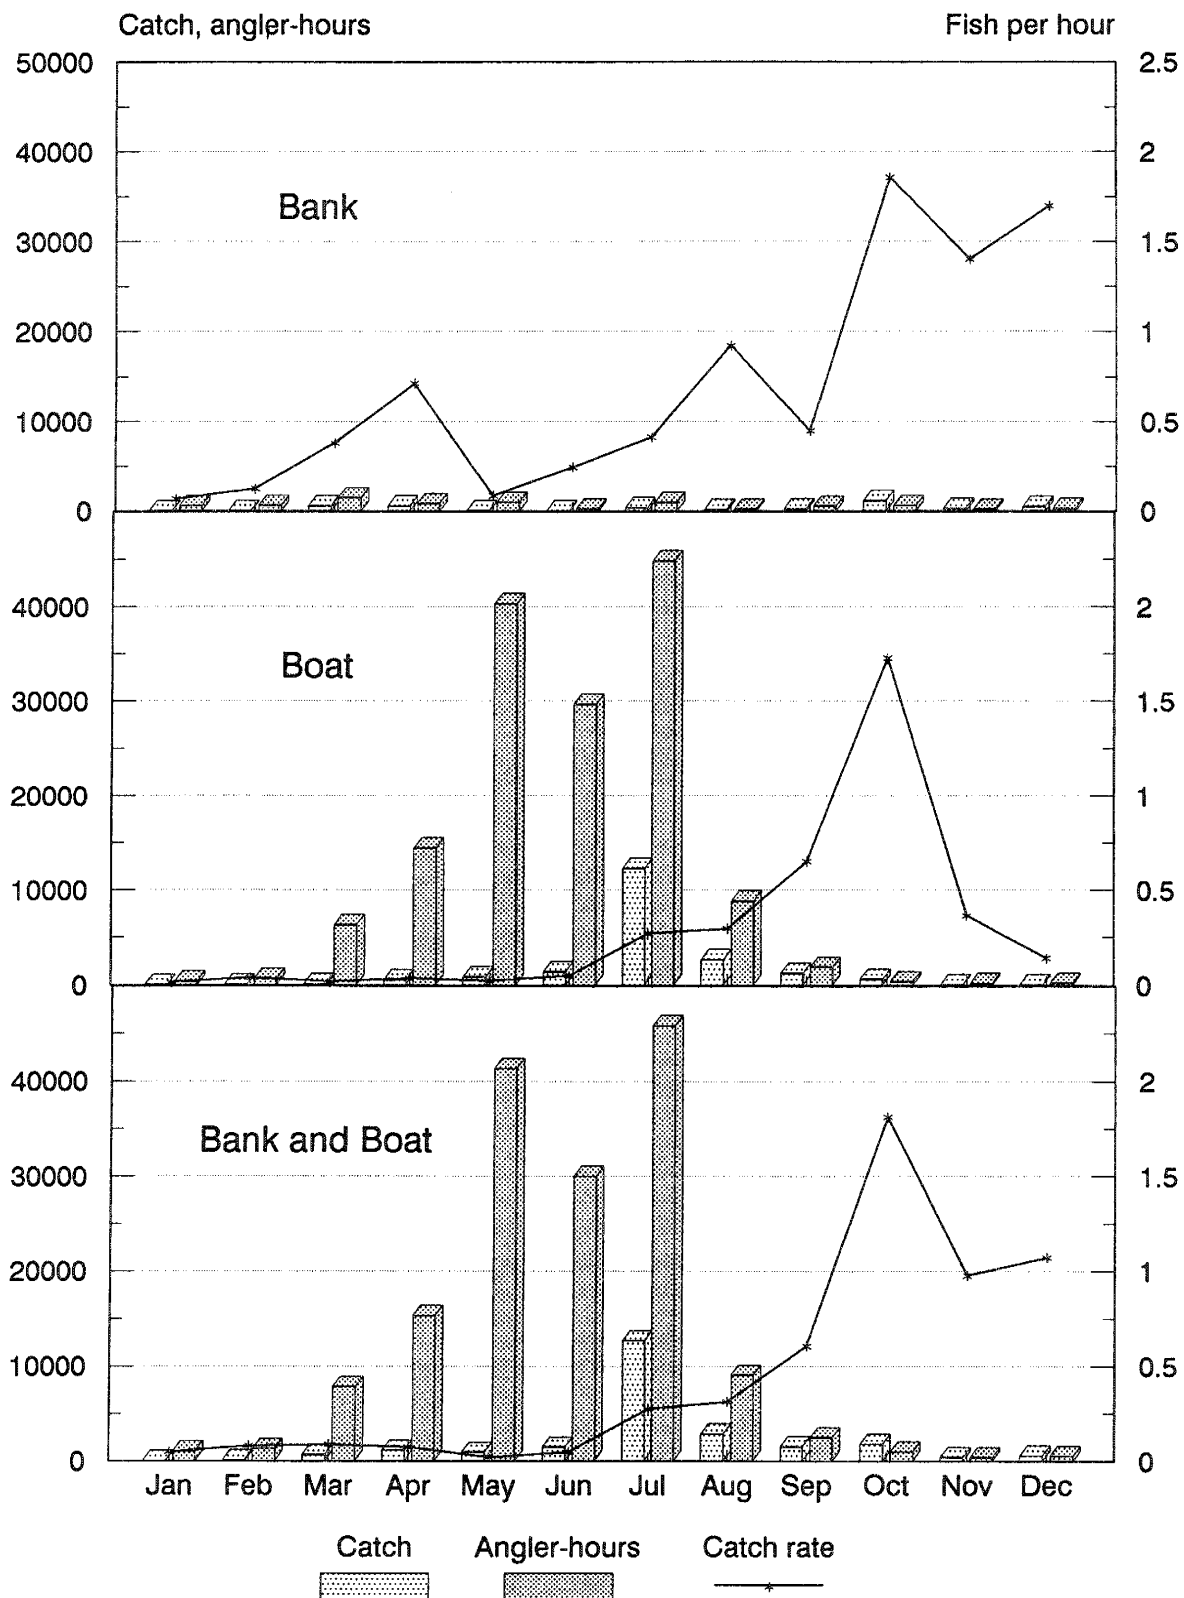 Catch, angler-hours Fish per hour
50000 2.5
40000 2
Bank
30000 1.5
20000 1
10000 0.5
0 0
40000 2
Boat
30000 1.5
20000 1
10000 0.5
0 0
40000 2
Bank and Boat
30000 1.5
20000 1
10000 0.5
0 0
Jan Feb Mar Apr May Jun Jul Aug Sep Oct Nov Dec
Catch Angler-hours Catch rate